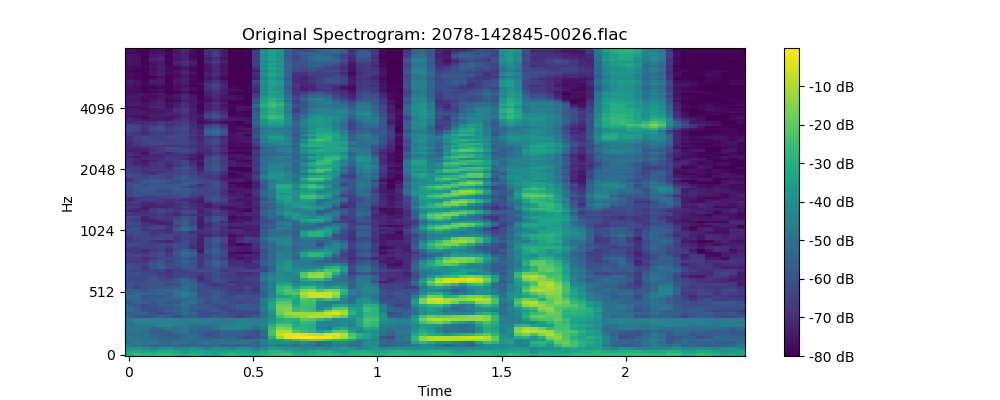 Original Spectrogram: 2078-142845-0026.flac
Hz
4096
2048
1024
512
0
0
0.5
1
1.5
2
Time
-10 dB
-20 dB
-30 dB
-40 dB
-50 dB
-60 dB
-70 dB
-80 dB